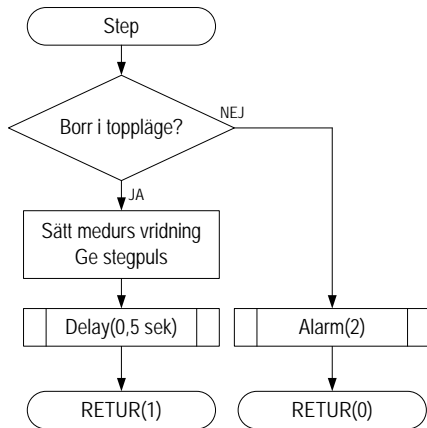 Step
Borr i toppläge?
NEJ
JA
Sätt medurs vridning
Ge stegpuls
Delay(0,5 sek)
Alarm(2)
RETUR(1)
RETUR(0)